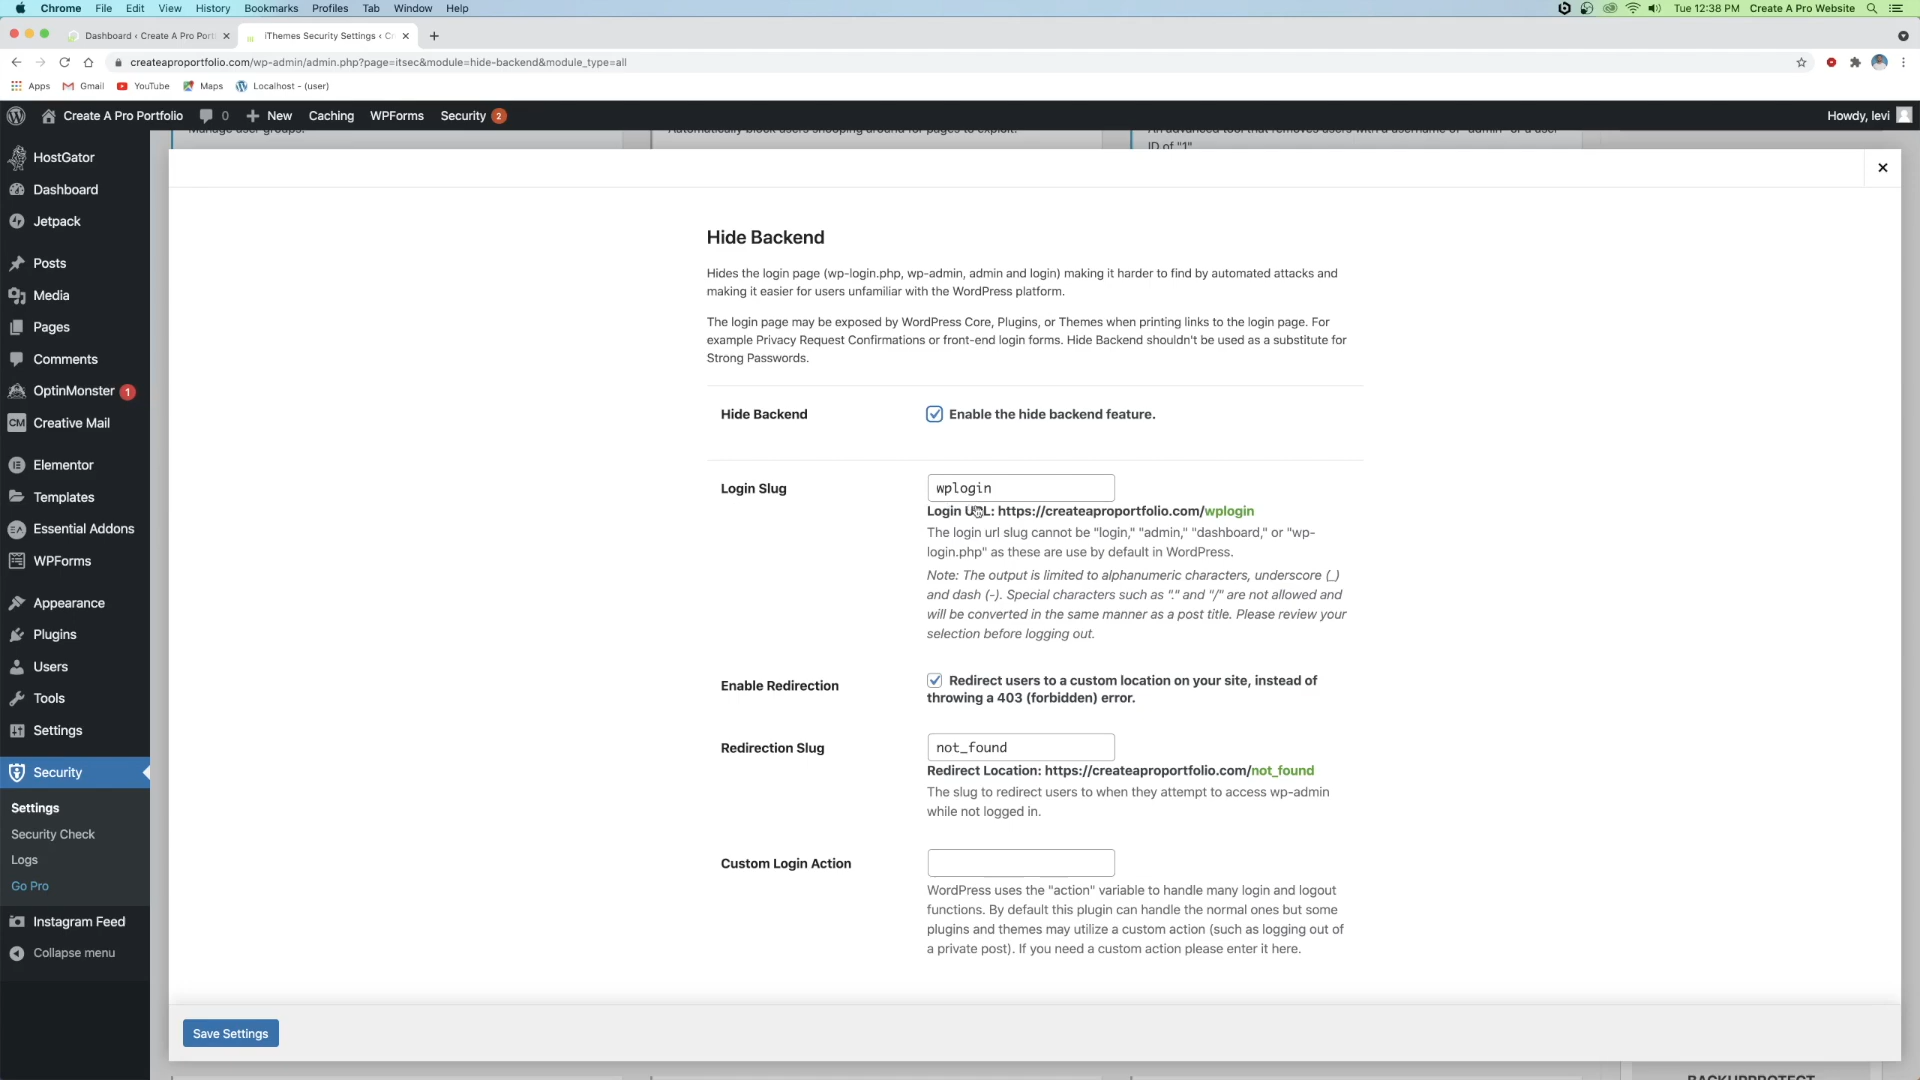 Chrome File Edit View History Bookmarks Profiles Tab Window Help
Tue 12:38 PM Create A Pro Website
Dashboard ‹ Create A Pro Port
iThemes Security Settings ‹ C
createaproportfolio.com/wp-admin/admin.php?page=itsec&module=hide-backend&module_type=all
Apps Gmail YouTube Maps Localhost - (user)
Create A Pro Portfolio 0 New Caching WPForms Security 2
Howdy, levi
Manage user groups.
Automatically block users snooping around for pages to exploit.
An advanced tool that removes users with a username of "admin" or a user
ID of "1".
HostGator
Dashboard
Jetpack
Posts
Media
Pages
Comments
OptinMonster 1
CM Creative Mail
Elementor
Templates
EA Essential Addons
WPForms
Appearance
Plugins
Users
Tools
Settings
Security
Settings
Security Check
Logs
Go Pro
Instagram Feed
Collapse menu
Hide Backend
Hides the login page (wp-login.php, wp-admin, admin and login) making it harder to find by automated attacks and
making it easier for users unfamiliar with the WordPress platform.
The login page may be exposed by WordPress Core, Plugins, or Themes when printing links to the login page. For
example Privacy Request Confirmations or front-end login forms. Hide Backend shouldn't be used as a substitute for
Strong Passwords.
Hide Backend
Enable the hide backend feature.
Login Slug
wplogin
Login URL: https://createaproportfolio.com/wplogin
The login url slug cannot be "login," "admin," "dashboard," or "wp-
login.php" as these are use by default in WordPress.
Note: The output is limited to alphanumeric characters, underscore (_)
and dash (-). Special characters such as "." and "/" are not allowed and
will be converted in the same manner as a post title. Please review your
selection before logging out.
Enable Redirection
Redirect users to a custom location on your site, instead of
throwing a 403 (forbidden) error.
Redirection Slug
not_found
Redirect Location: https://createaproportfolio.com/not_found
The slug to redirect users to when they attempt to access wp-admin
while not logged in.
Custom Login Action
WordPress uses the "action" variable to handle many login and logout
functions. By default this plugin can handle the normal ones but some
plugins and themes may utilize a custom action (such as logging out of
a private post). If you need a custom action please enter it here.
Save Settings
BACKUPPROTECT